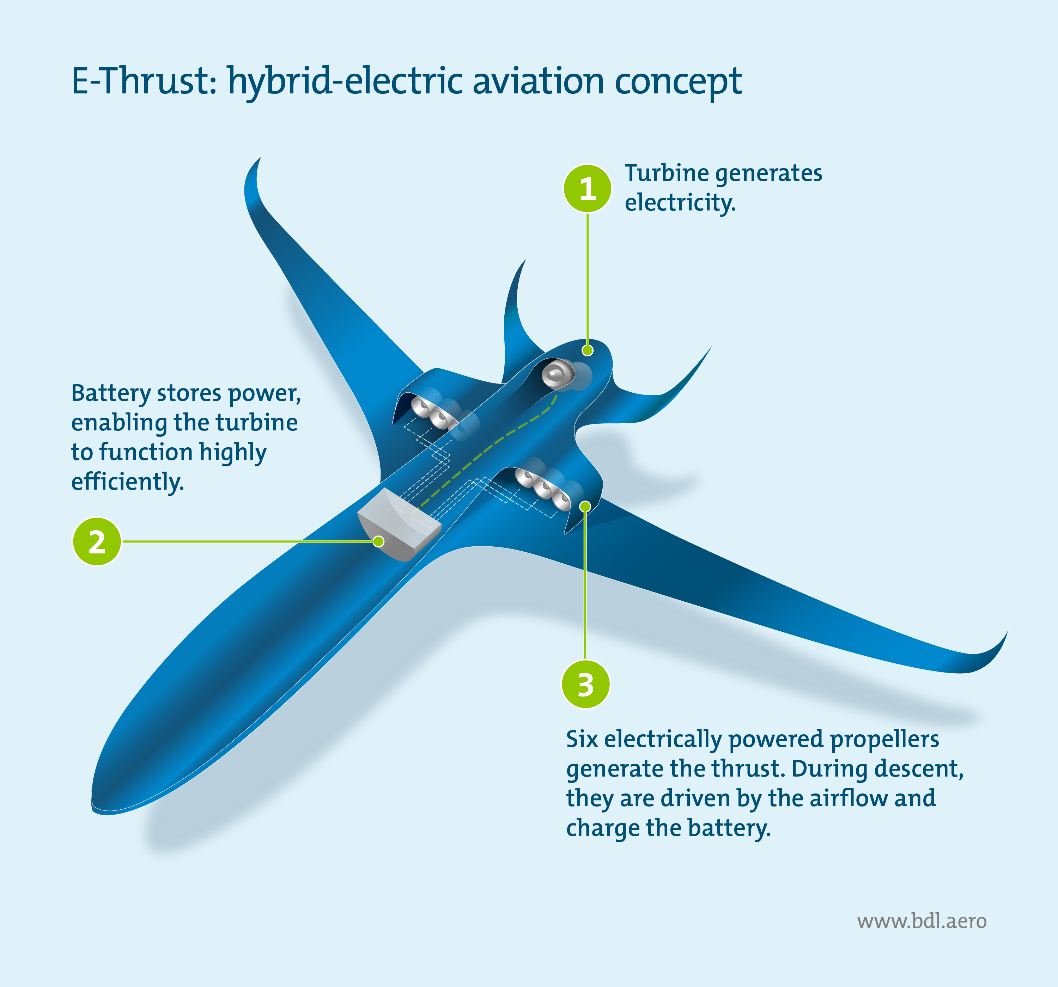 E-Thrust: hybrid-electric aviation concept
1
Turbine generates
electricity.
Battery stores power,
enabling the turbine
to function highly
efficiently.
2
3
Six electrically powered propellers
generate the thrust. During descent,
they are driven by the airflow and
charge the battery.
www.bdl.aero